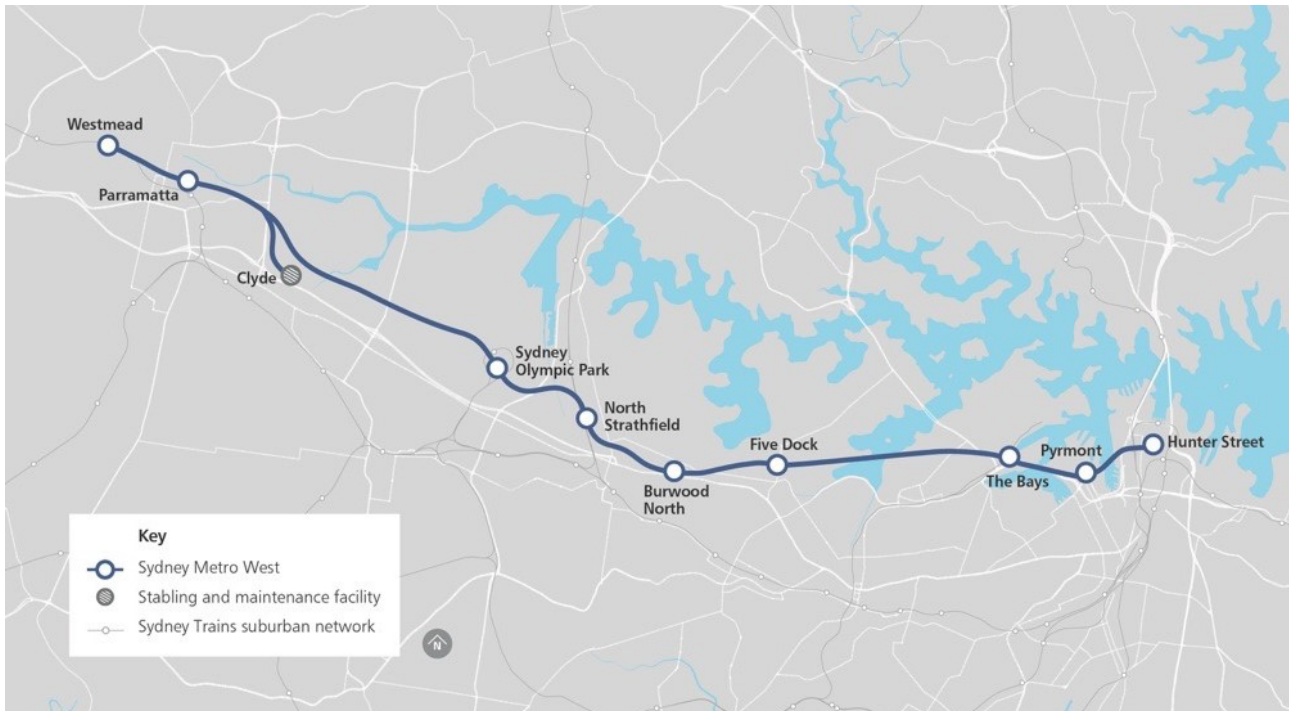 Westmead
Parramatta
Clyde
Sydney
Olympic Park
North
Strathfield
Burwood
North
Five Dock
The Bays
Pyrmont
Hunter Street
Key
Sydney Metro West
Stabling and maintenance facility
Sydney Trains suburban network
N